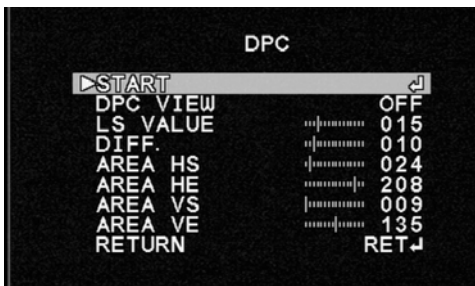 DPC
START
DPC VIEW OFF
LS VALUE 015
DIFF. 010
AREA HS 024
AREA HE 208
AREA VS 009
AREA VE 135
RETURN RET